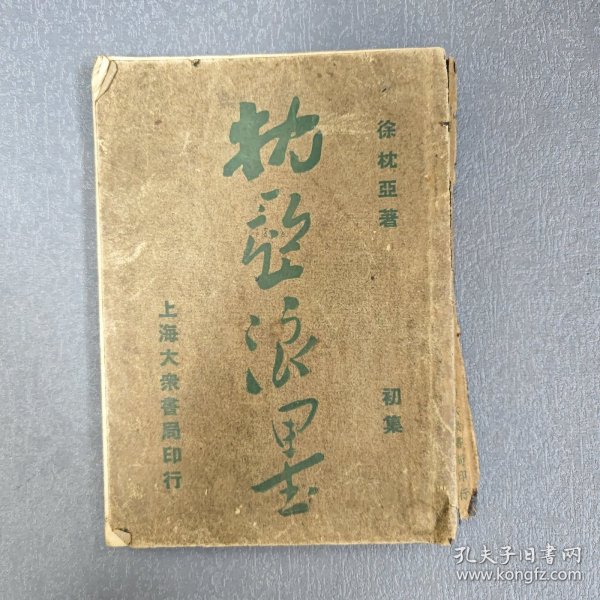 徐枕亞著
初集
枕亞浪墨
上海大衆書局印行
孔夫子旧书网
www.kongfz.com